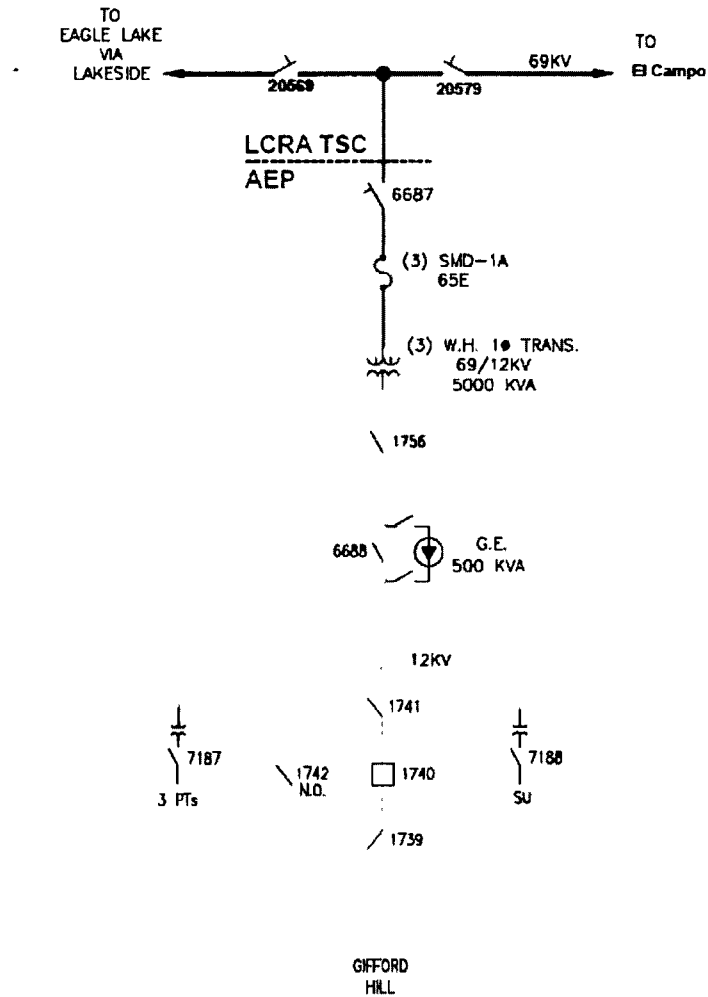 TO
EAGLE LAKE
VIA
LAKESIDE
20569
20579
69KV
TO
El Campo
LCRA TSC
AEP
6687
(3) SMD-1A
65E
(3) W.H. 1ø TRANS.
69/12KV
5000 KVA
1756
6688
G.E.
500 KVA
12KV
1741
7187
3 PTs
1742
N.O.
1740
7188
SU
1739
GIFFORD
HILL